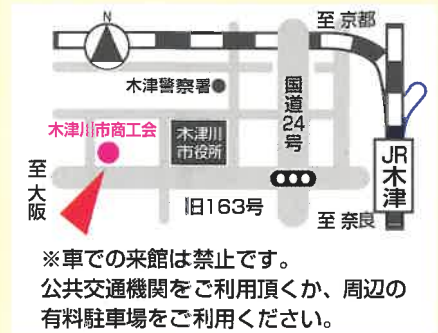 N
至 京都
木津警察署
国道24号
木津川市商工会
木津川
市役所
JR木津
至大阪
旧163号
至 奈良
※車での来館は禁止です。
公共交通機関をご利用頂くか、周辺の
有料駐車場をご利用ください。